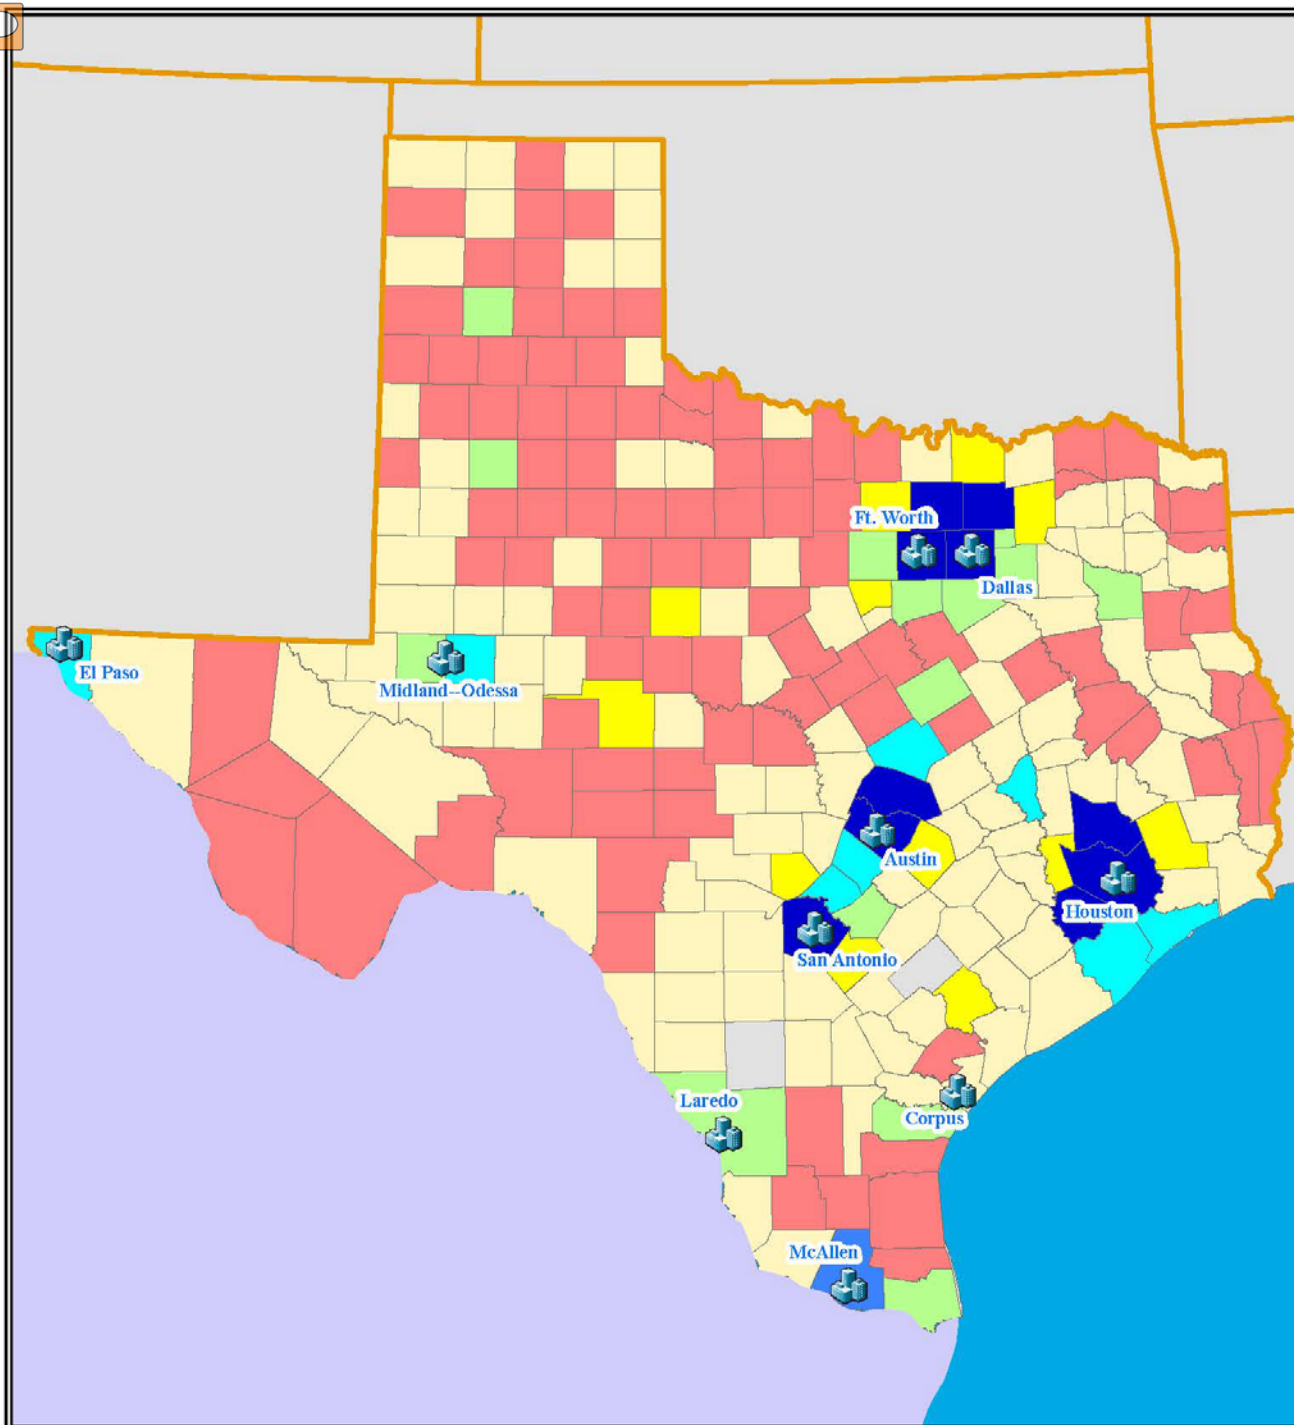 Ft. Worth
Dallas
El Paso
Midland--Odessa
Austin
Houston
San Antonio
Laredo
Corpus
McAllen